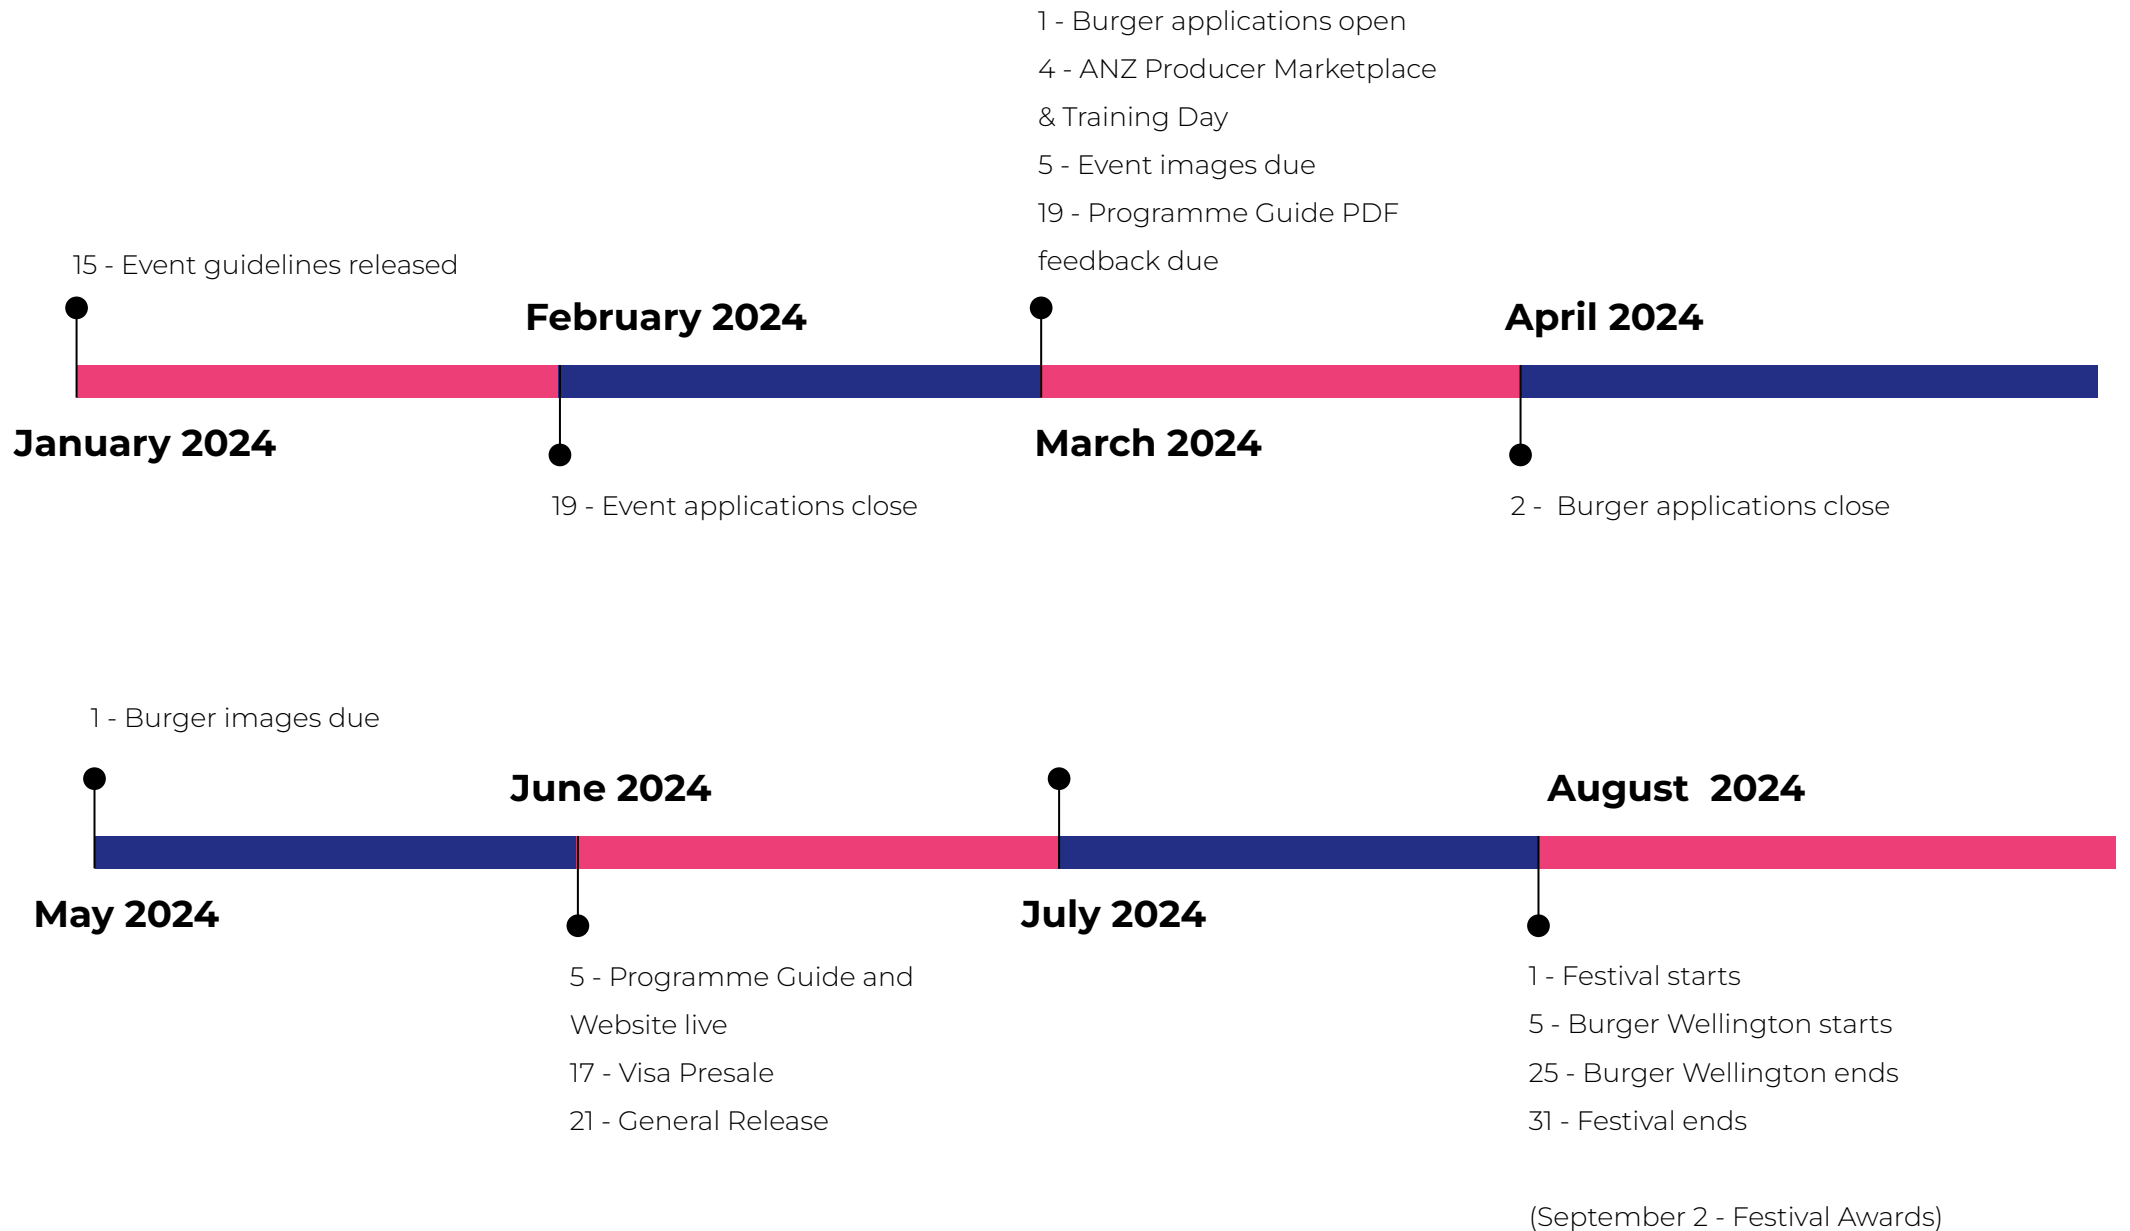 1 - Burger applications open
4 - ANZ Producer Marketplace
& Training Day
5 - Event images due
19 - Programme Guide PDF
feedback due
15 - Event guidelines released
February 2024
April 2024
January 2024
March 2024
19 - Event applications close
2 -  Burger applications close
1 - Burger images due
June 2024
August  2024
May 2024
July 2024
5 - Programme Guide and
Website live
17 - Visa Presale
21 - General Release
1 - Festival starts
5 - Burger Wellington starts
25 - Burger Wellington ends
31 - Festival ends
(September 2 - Festival Awards)